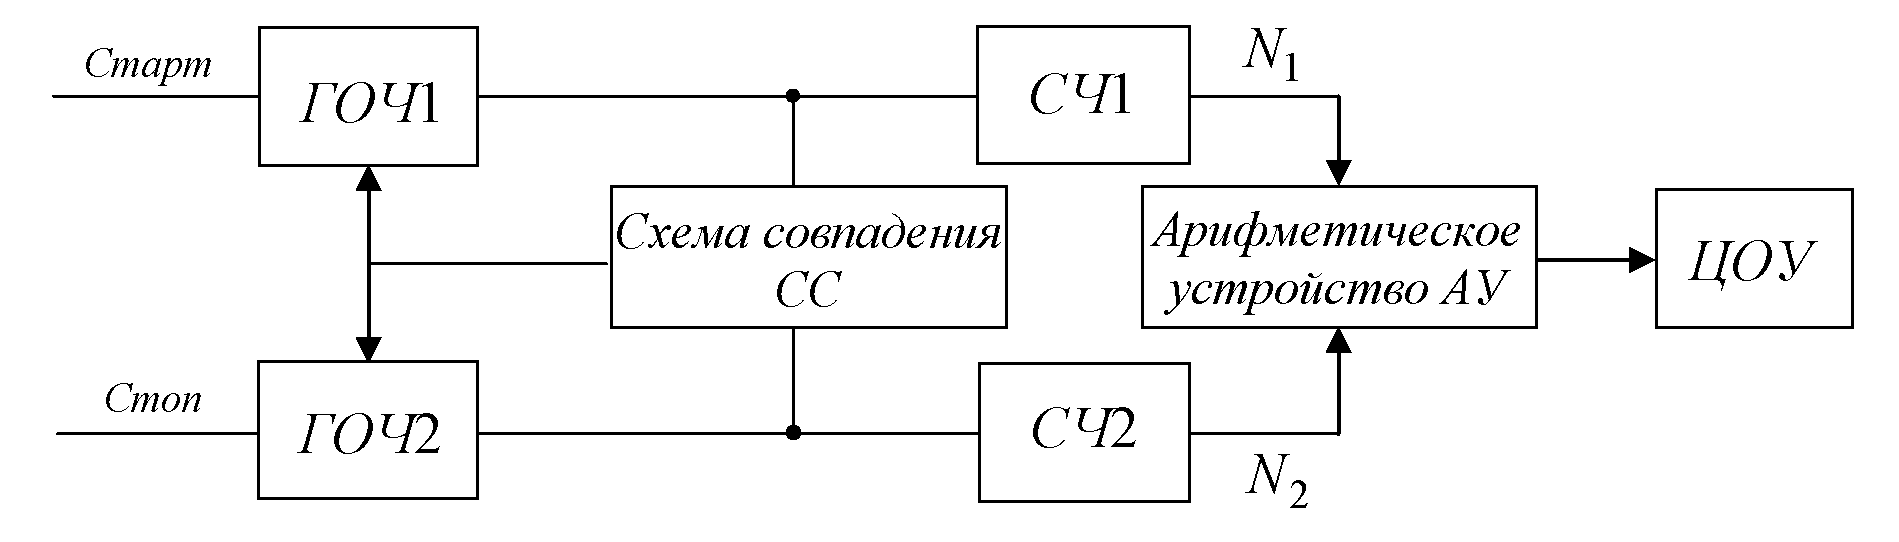 Старт
ГОЧ1
СЧ1
N1
Схема совпадения
СС
Арифметическое
устройство АУ
ЦОУ
Стоп
ГОЧ2
СЧ2
N2